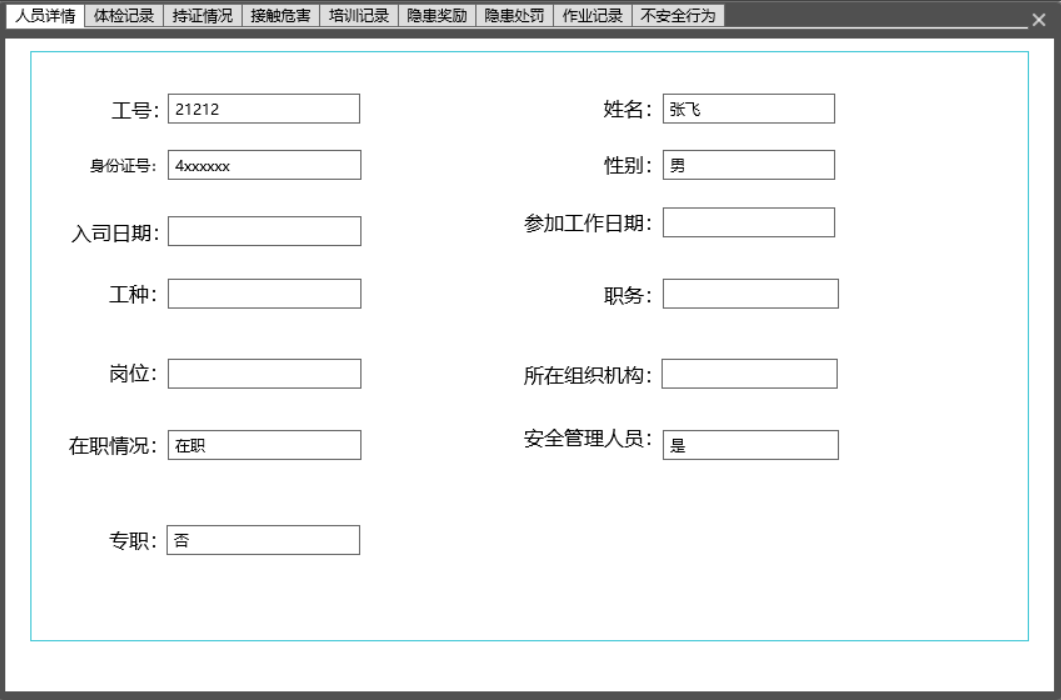 人员详情 体检记录 持证情况 接触危害 培训记录 隐患奖励 隐患处罚 作业记录 不安全行为
工号： 21212 姓名： 张飞
身份证号： 4xxxxxx 性别： 男
入司日期： 参加工作日期：
工种： 职务：
岗位： 所在组织机构：
在职情况： 在职 安全管理人员： 是
专职： 否